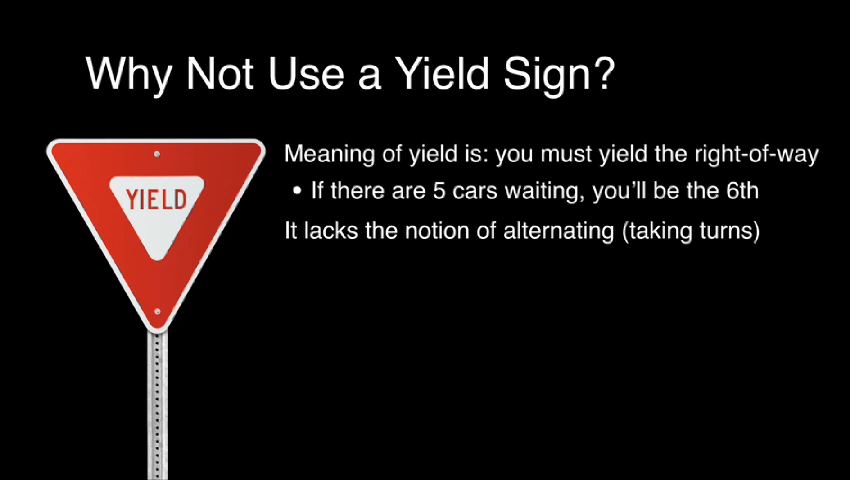 Why Not Use a Yield Sign?
YIELD
Meaning of yield is: you must yield the right-of-way
• If there are 5 cars waiting, you’ll be the 6th
It lacks the notion of alternating (taking turns)